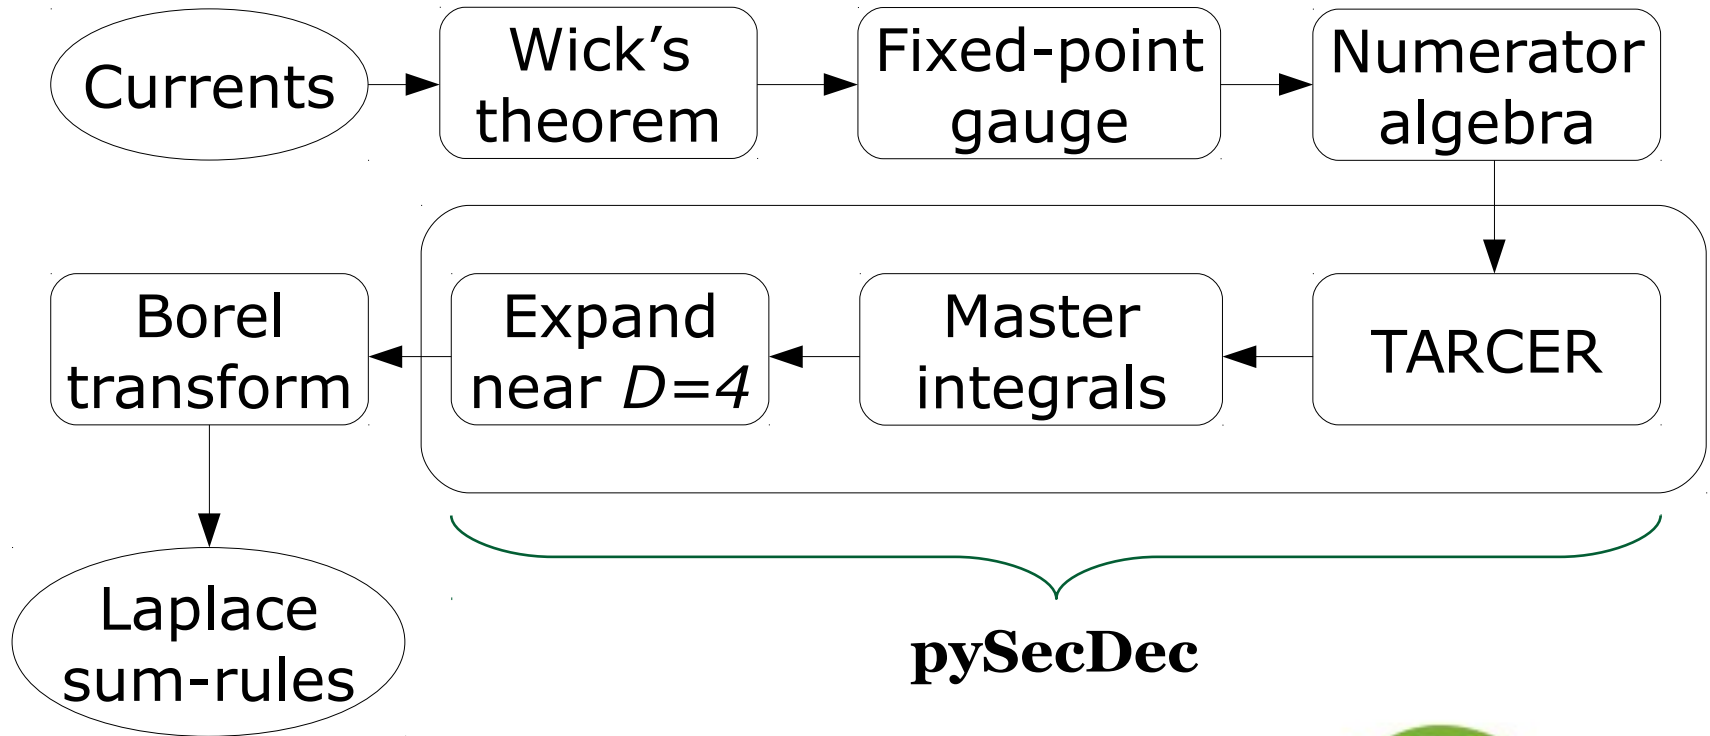 Currents
Wick's
theorem
Fixed-point
gauge
Numerator
algebra
Borel
transform
Expand
near D=4
Master
integrals
TARCER
Laplace
sum-rules
pySecDec